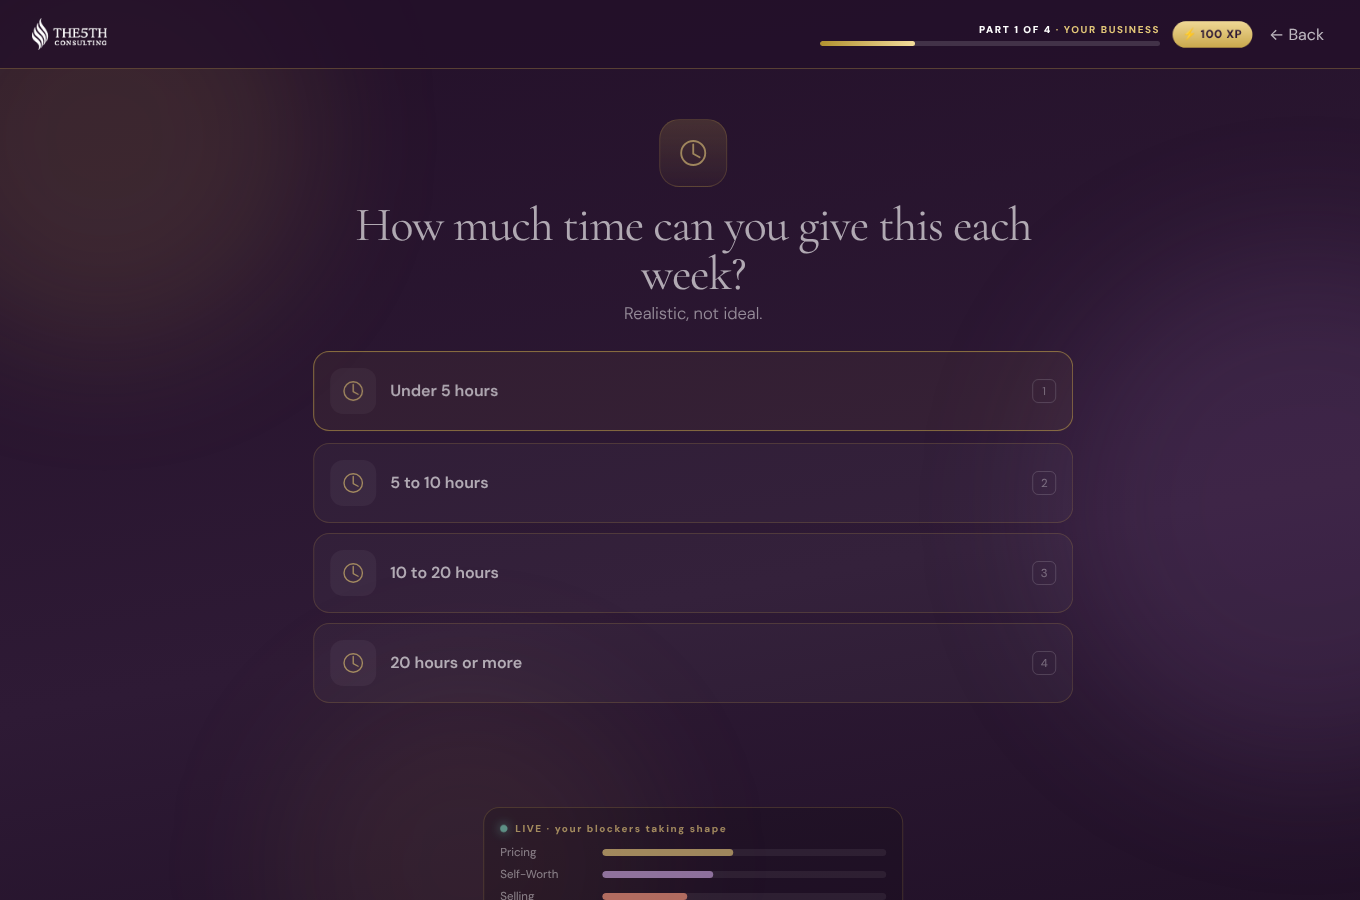 THE5TH
CONSULTING
PART 1 OF 4 · YOUR BUSINESS
⚡ 100 XP
← Back
How much time can you give this each
week?
Realistic, not ideal.
Under 5 hours
1
5 to 10 hours
2
10 to 20 hours
3
20 hours or more
4
LIVE · your blockers taking shape
Pricing
Self-Worth
Selling